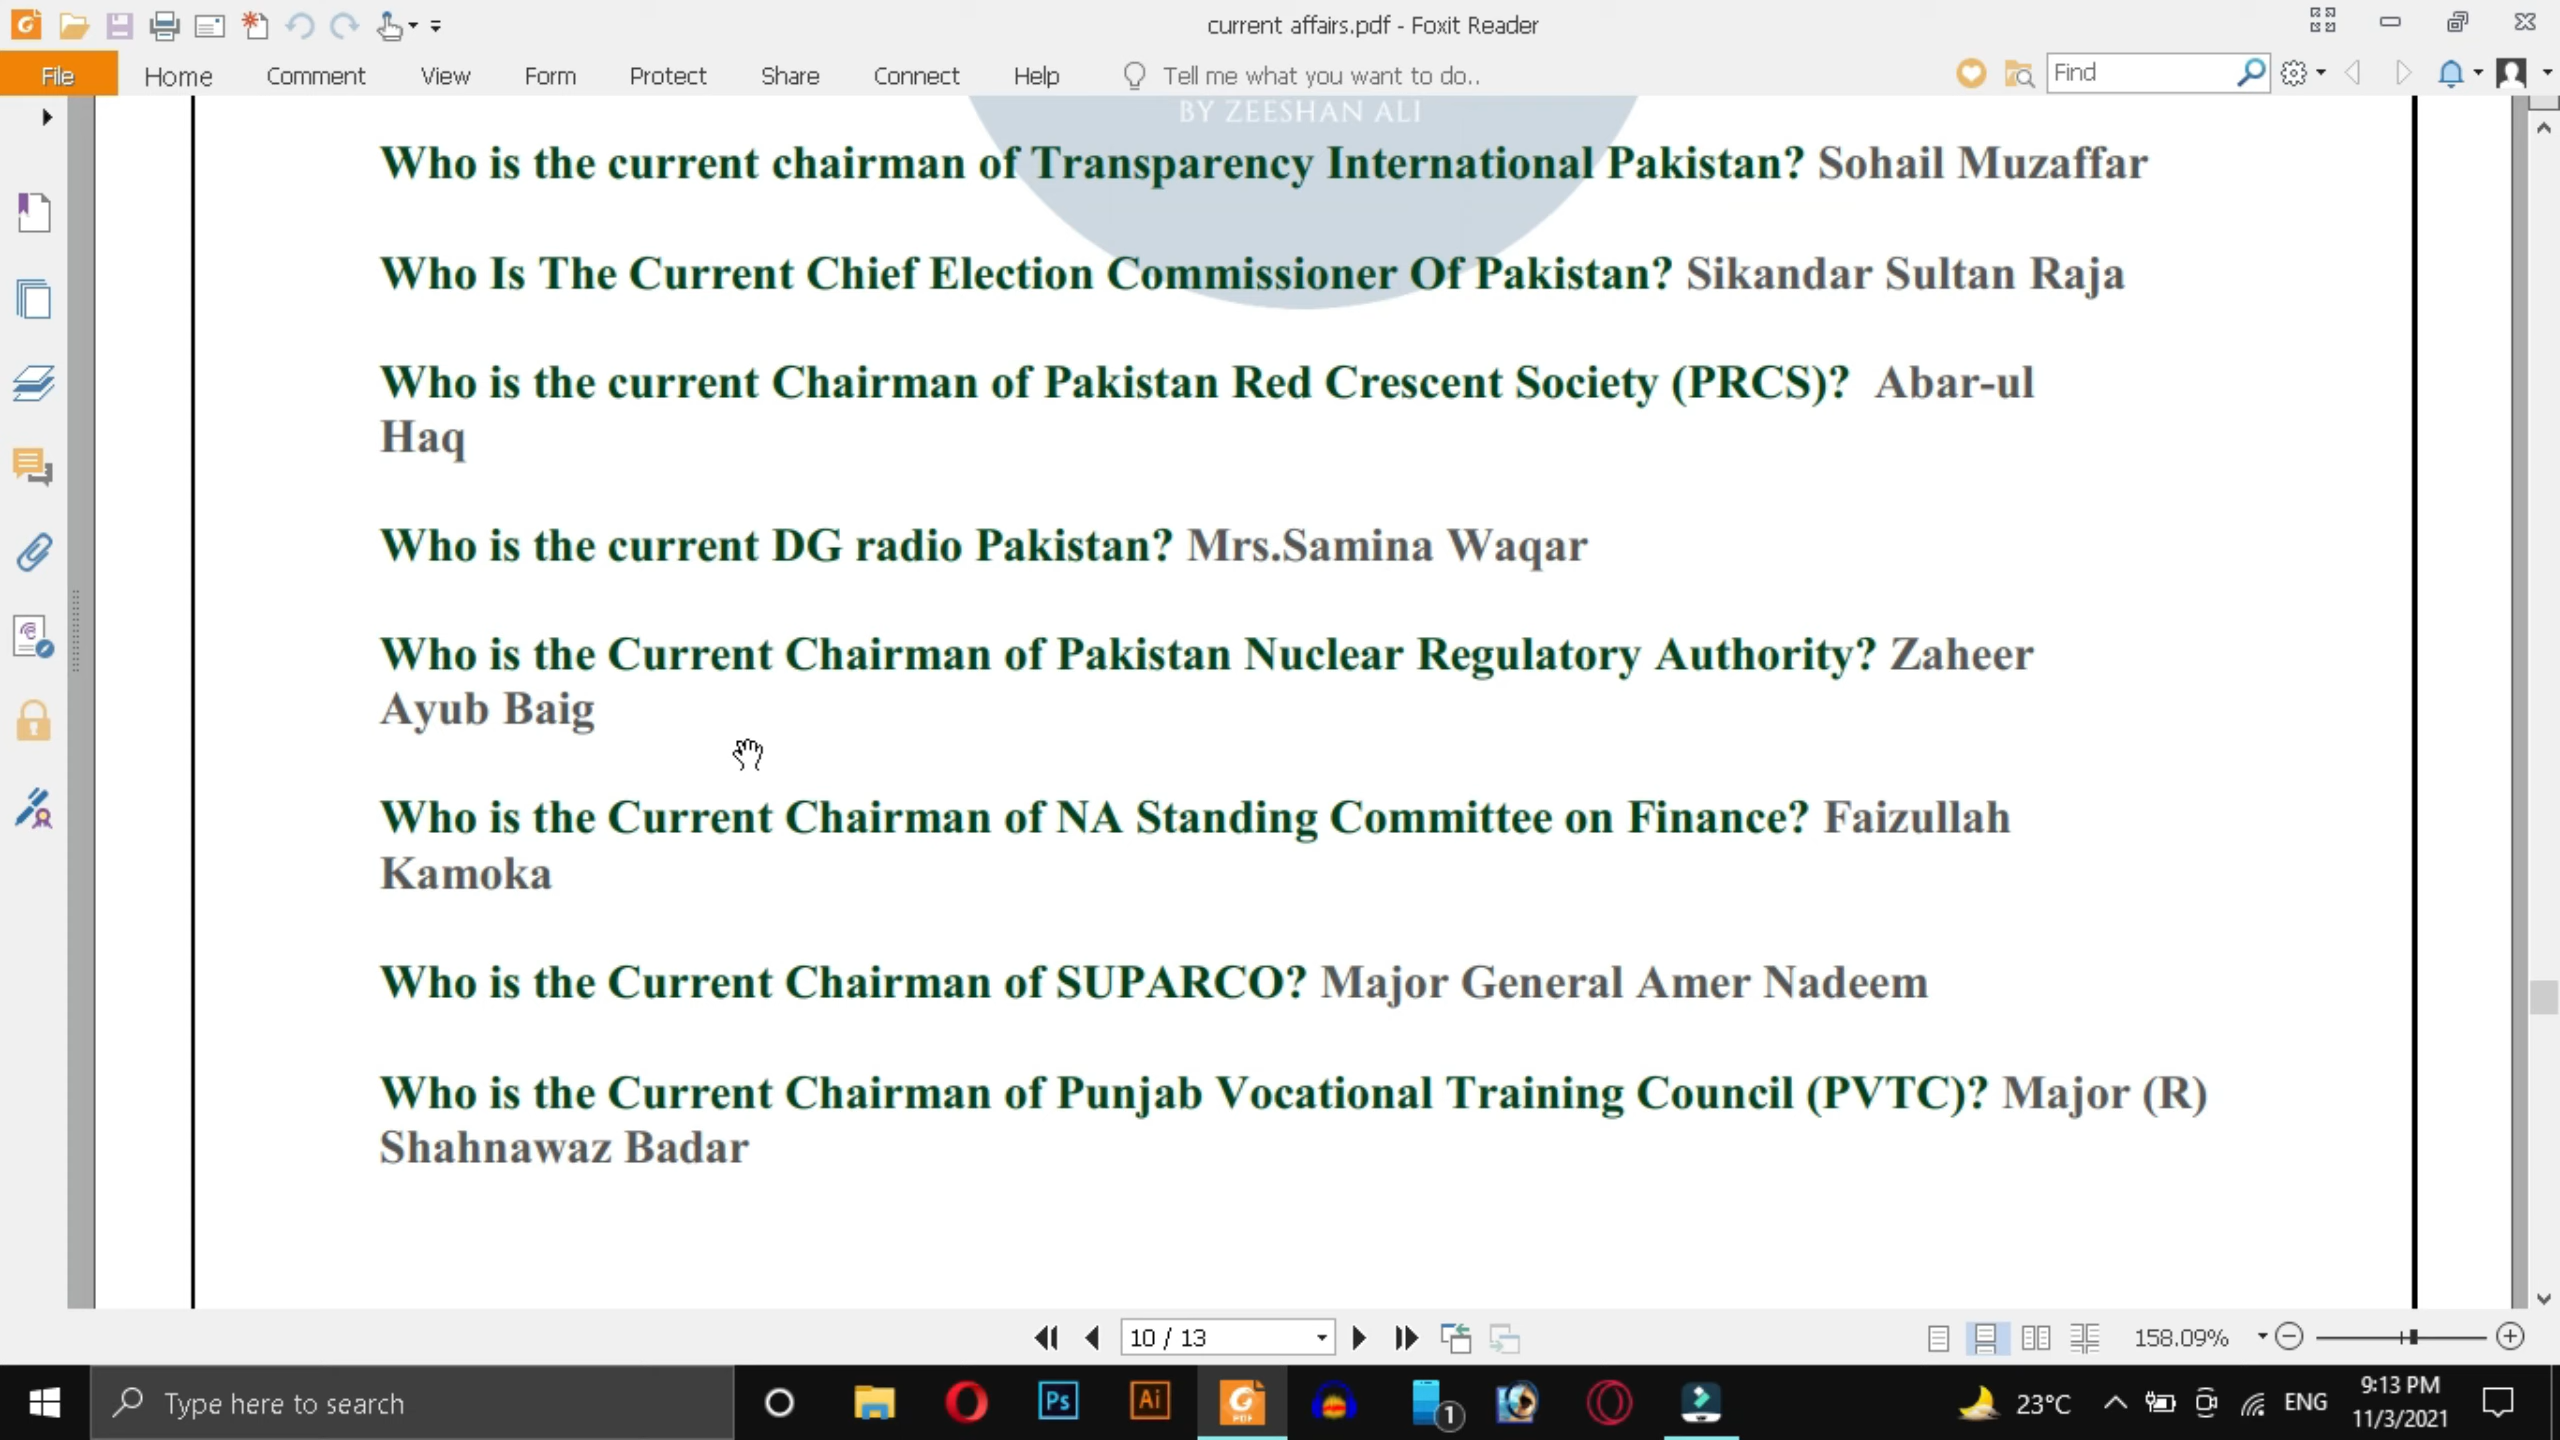 current affairs.pdf - Foxit Reader
File Home Comment View Form Protect Share Connect Help Tell me what you want to do.. Find
BY ZEESHAN ALI
Who is the current chairman of Transparency International Pakistan? Sohail Muzaffar
Who Is The Current Chief Election Commissioner Of Pakistan? Sikandar Sultan Raja
Who is the current Chairman of Pakistan Red Crescent Society (PRCS)? Abar-ul
Haq
Who is the current DG radio Pakistan? Mrs.Samina Waqar
Who is the Current Chairman of Pakistan Nuclear Regulatory Authority? Zaheer
Ayub Baig
Who is the Current Chairman of NA Standing Committee on Finance? Faizullah
Kamoka
Who is the Current Chairman of SUPARCO? Major General Amer Nadeem
Who is the Current Chairman of Punjab Vocational Training Council (PVTC)? Major (R)
Shahnawaz Badar
10 / 13 158.09%
Type here to search Ps Ai PDF 1 23°C ENG 9:13 PM
11/3/2021